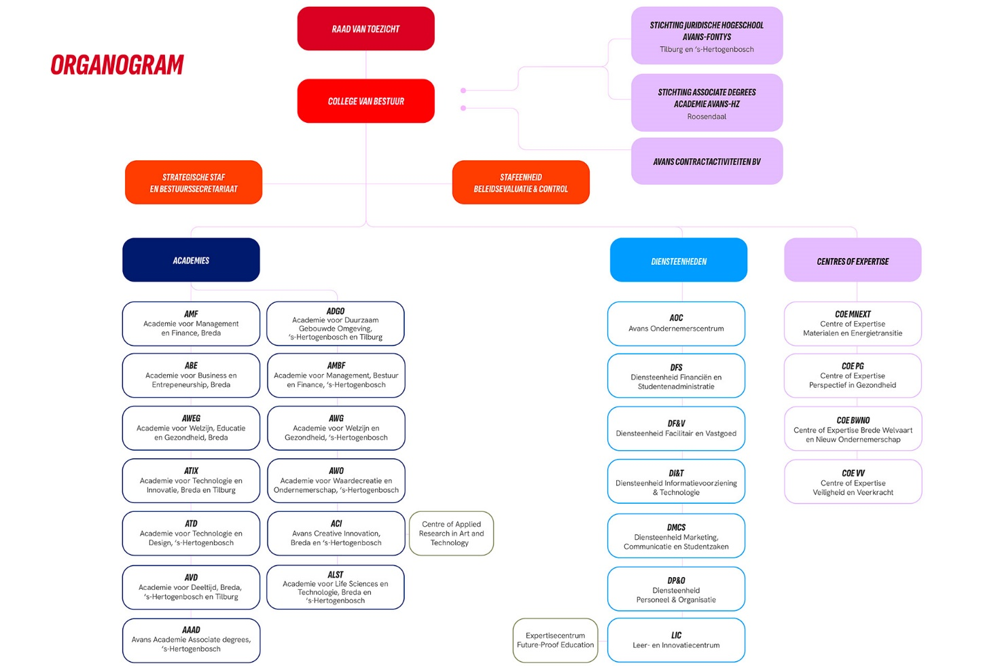 ORGANOGRAM
RAAD VAN TOEZICHT
COLLEGE VAN BESTUUR
STICHTING JURIDISCHE HOGESCHOOL
AVANS-FONTYS
Tilburg en ‘s-Hertogenbosch
STICHTING ASSOCIATE DEGREES
ACADEMIE AVANS-HZ
Roosendaal
AVANS CONTRACTACTIVITEITEN BV
STRATEGISCHE STAF
EN BESTUURSSECRETARIAAT
STAFEENHEID
BELEIDSEVALUATIE & CONTROL
ACADEMIES
AMF
Academie voor Management
en Finance, Breda
ABE
Academie voor Business en
Entrepeneurship, Breda
AWEG
Academie voor Welzijn, Educatie
en Gezondheid, Breda
ATIX
Academie voor Technologie en
Innovatie, Breda en Tilburg
ATD
Academie voor Technologie en
Design, ‘s-Hertogenbosch
AVD
Academie voor Deeltijd, Breda,
‘s-Hertogenbosch en Tilburg
AAAD
Avans Academie Associate degrees,
‘s-Hertogenbosch
ADGO
Academie voor Duurzaam
Gebouwde Omgeving,
‘s-Hertogenbosch en Tilburg
AMBF
Academie voor Management, Bestuur
en Finance, ‘s-Hertogenbosch
AWG
Academie voor Welzijn en
Gezondheid, ‘s-Hertogenbosch
AWO
Academie voor Waardecreatie en
Ondernemerschap, ‘s-Hertogenbosch
ACI
Avans Creative Innovation,
Breda en ‘s-Hertogenbosch
Centre of Applied
Research in Art and
Technology
ALST
Academie voor Life Sciences en
Technologie, Breda en
‘s-Hertogenbosch
DIENSTEENHEDEN
AOC
Avans Ondernemerscentrum
DFS
Diensteenheid Financiën en
Studentenadministratie
DF&V
Diensteenheid Facilitair en Vastgoed
DI&T
Diensteenheid Informatievoorziening
& Technologie
DMCS
Diensteenheid Marketing,
Communicatie en Studentzaken
DP&O
Diensteenheid
Personeel & Organisatie
LIC
Leer- en Innovatiecentrum
Expertisecentrum
Future-Proof Education
CENTRES OF EXPERTISE
COE MNEXT
Centre of Expertise
Materialen en Energietransitie
COE PG
Centre of Expertise
Perspectief in Gezondheid
COE BWNO
Centre of Expertise Brede Welvaart
en Nieuw Ondernemerschap
COE VV
Centre of Expertise
Veiligheid en Veerkracht